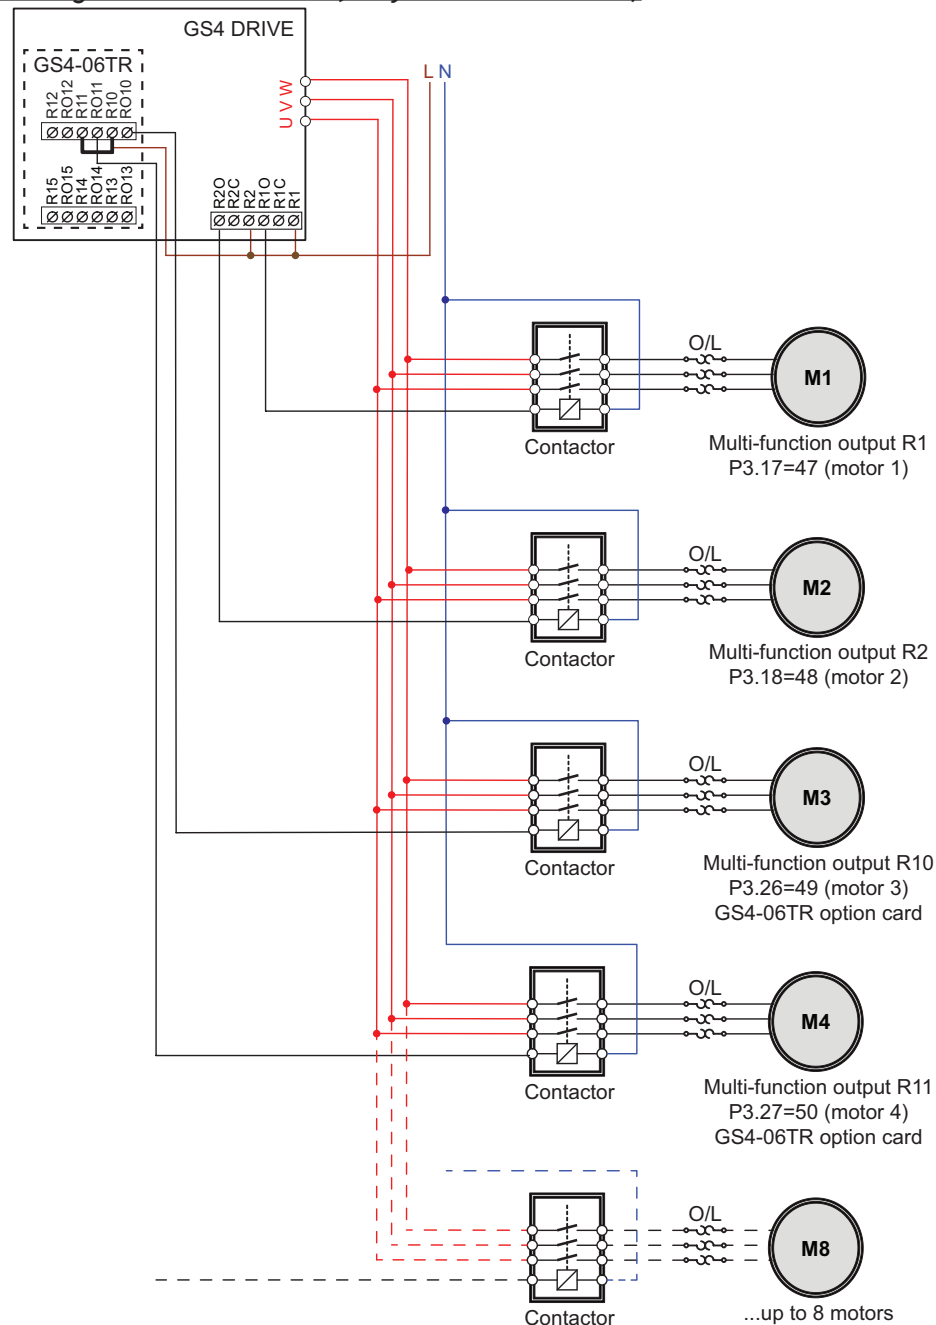 GS4 DRIVE
GS4-06TR
R12
RO12
R11
RO11
R10
RO10
R15
RO15
R14
RO14
R13
RO13
U V W
R2O
R2C
R2
R1O
R1C
R1
L N
O/L
M1
Contactor
Multi-function output R1
P3.17=47 (motor 1)
O/L
M2
Contactor
Multi-function output R2
P3.18=48 (motor 2)
O/L
M3
Contactor
Multi-function output R10
P3.26=49 (motor 3)
GS4-06TR option card
O/L
M4
Contactor
Multi-function output R11
P3.27=50 (motor 4)
GS4-06TR option card
O/L
M8
Contactor
...up to 8 motors